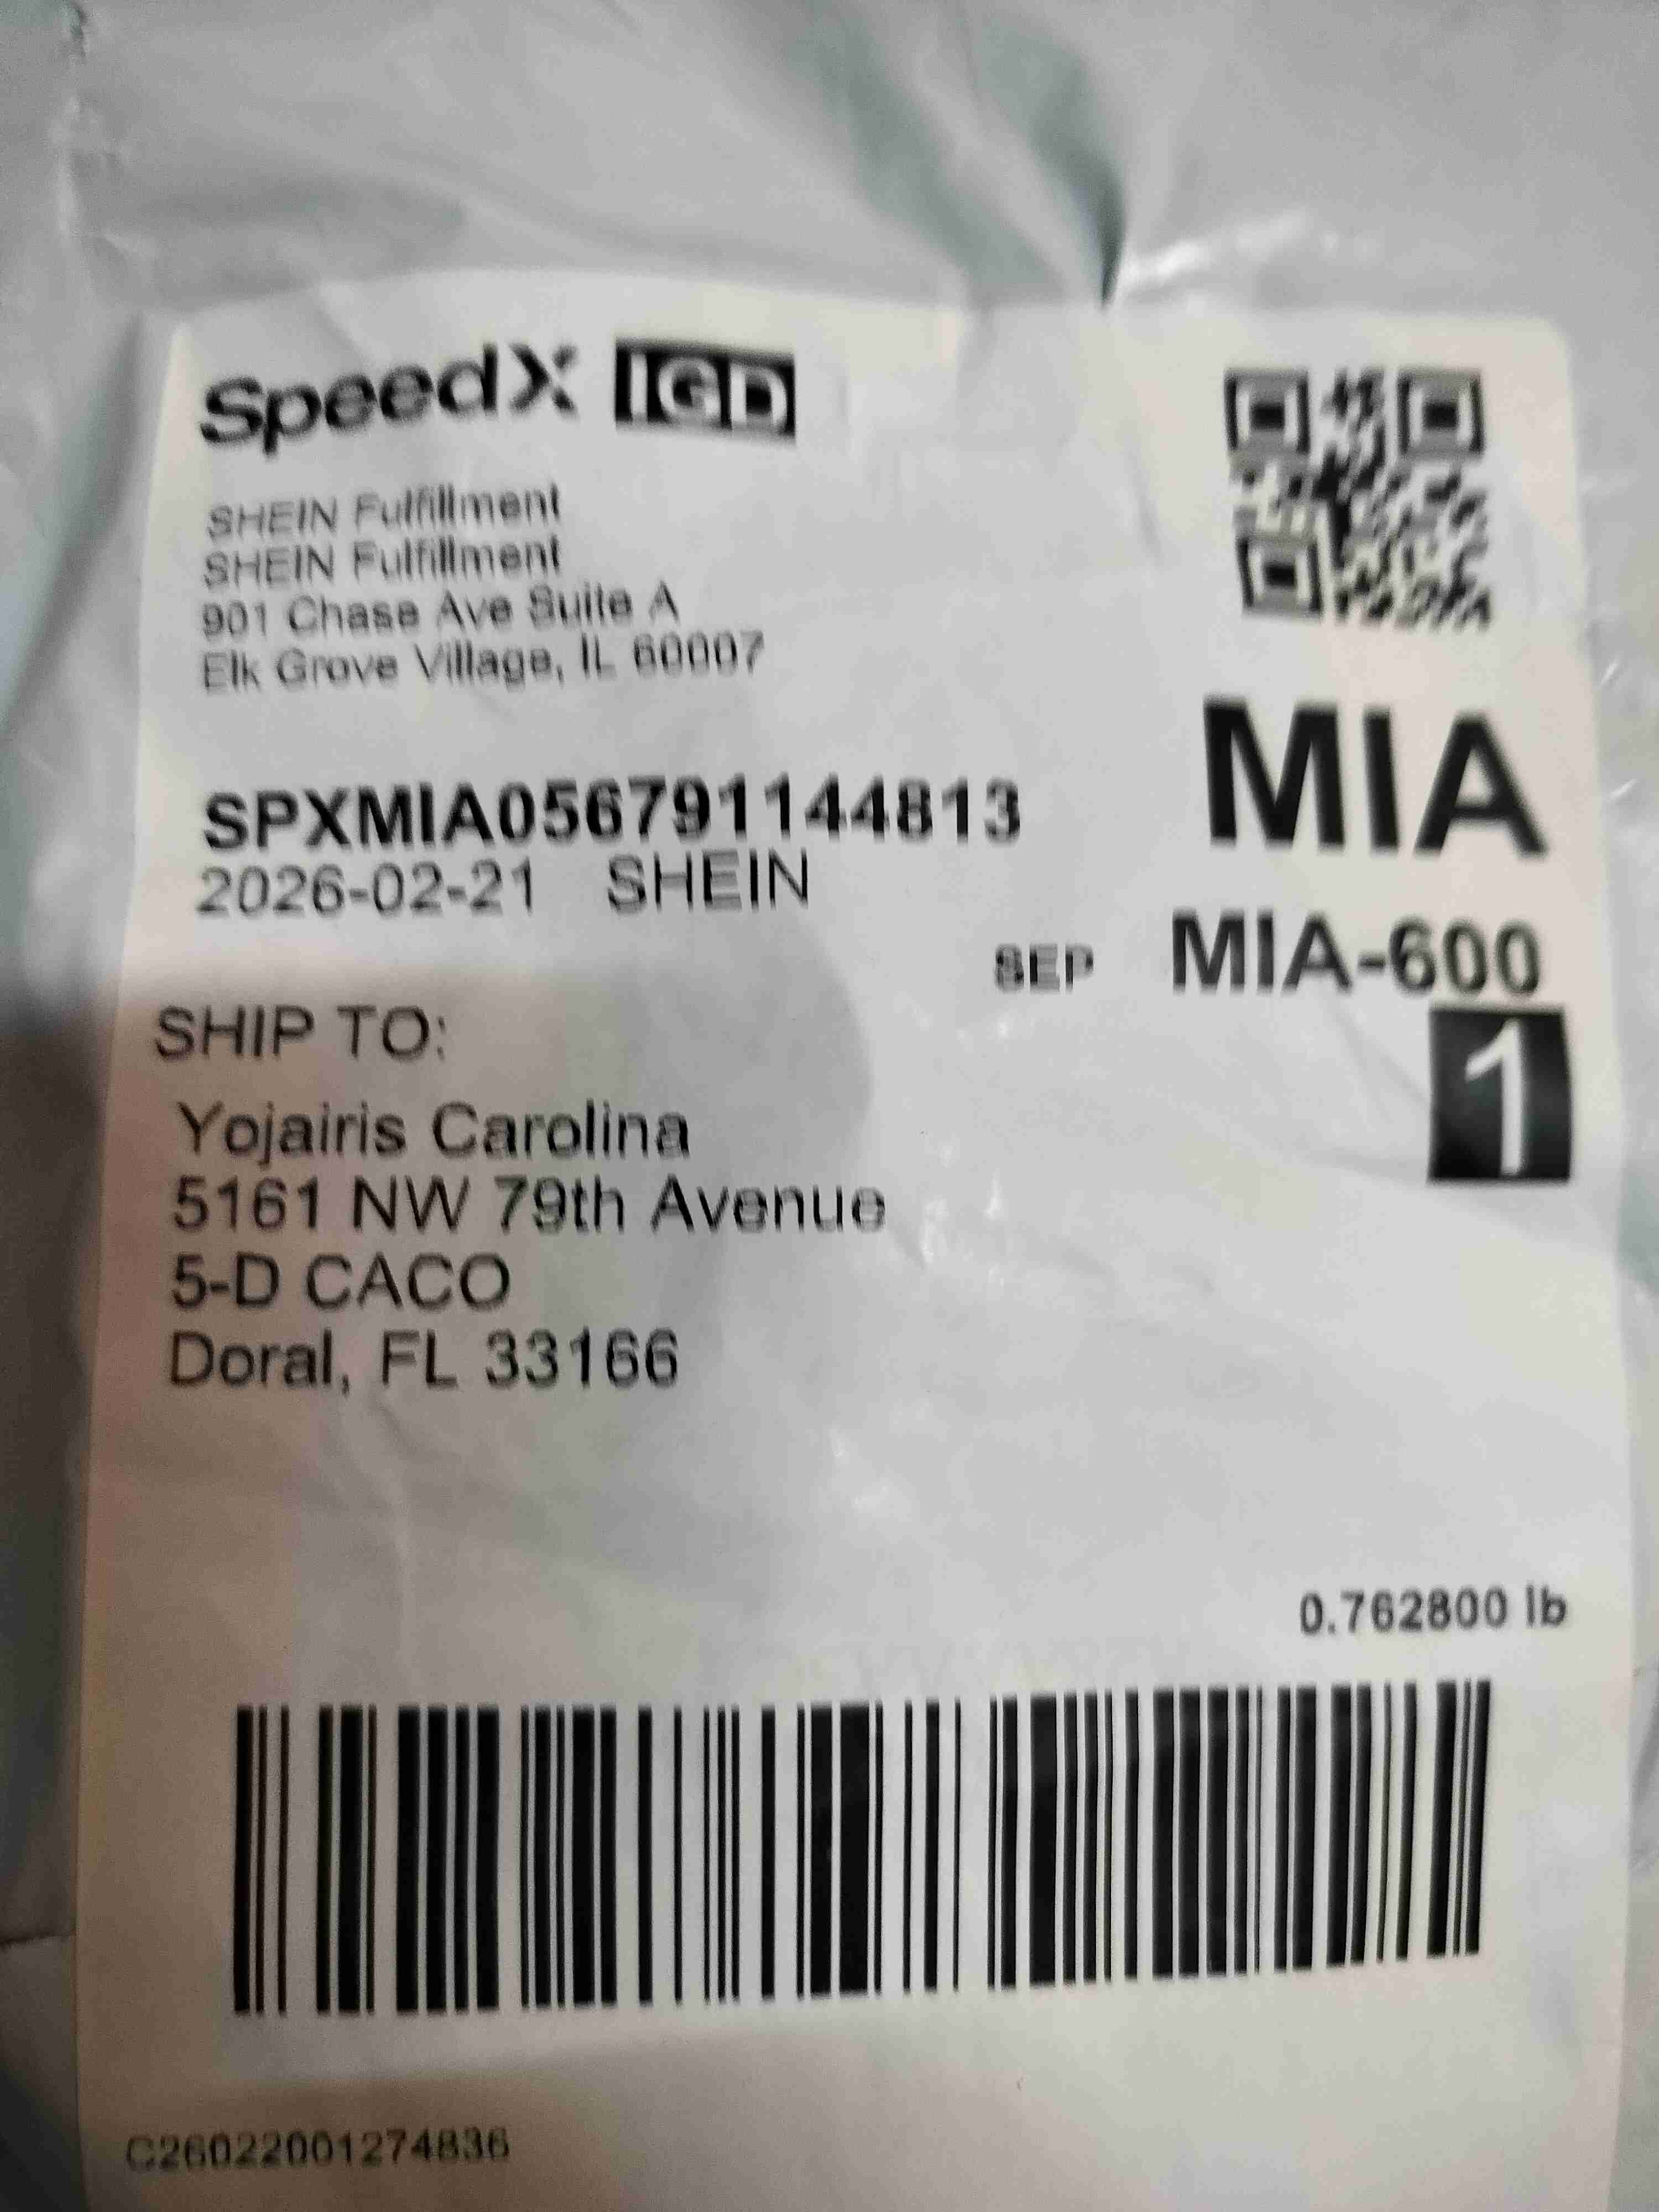 SpeedX IGD
SHEIN Fulfillment
SHEIN Fulfillment
901 Chase Ave Suite A
Elk Grove Village, IL 60007
SPXMIA056791144813
2026-02-21 SHEIN
MIA
SEP MIA-600
1
SHIP TO:
Yojairis Carolina
5161 NW 79th Avenue
5-D CACO
Doral, FL 33166
0.762800 lb
C26022001274836